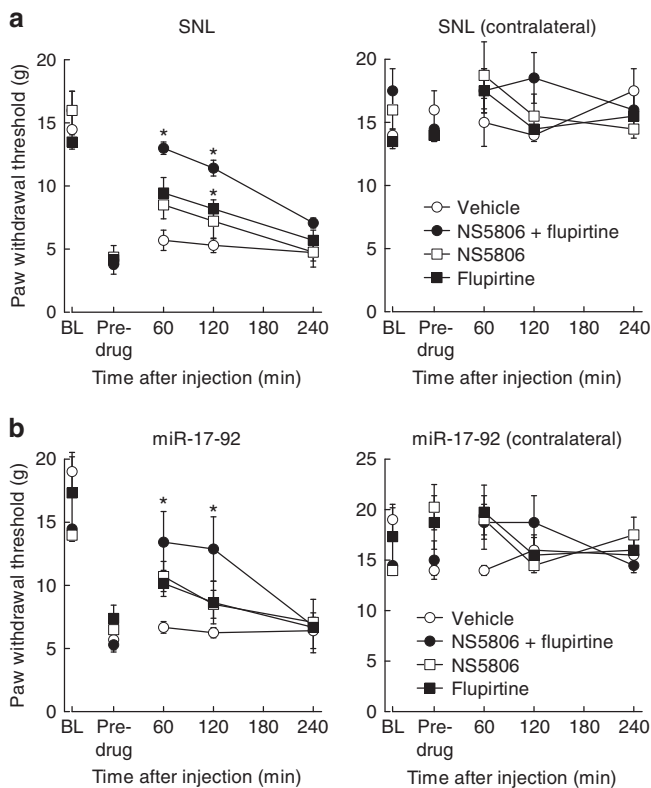 a
SNL
SNL (contralateral)
Paw withdrawal threshold (g)
20
15
10
5
0
BL Pre-drug 60 120 180 240
Time after injection (min)
*
*
*
20
15
10
5
0
Vehicle
NS5806 + flupirtine
NS5806
Flupirtine
BL Pre-drug 60 120 180 240
Time after injection (min)
b
miR-17-92
miR-17-92 (contralateral)
Paw withdrawal threshold (g)
20
15
10
5
0
*
*
BL Pre-drug 60 120 180 240
Time after injection (min)
25
20
15
10
5
0
Vehicle
NS5806 + flupirtine
NS5806
Flupirtine
BL Pre-drug 60 120 180 240
Time after injection (min)